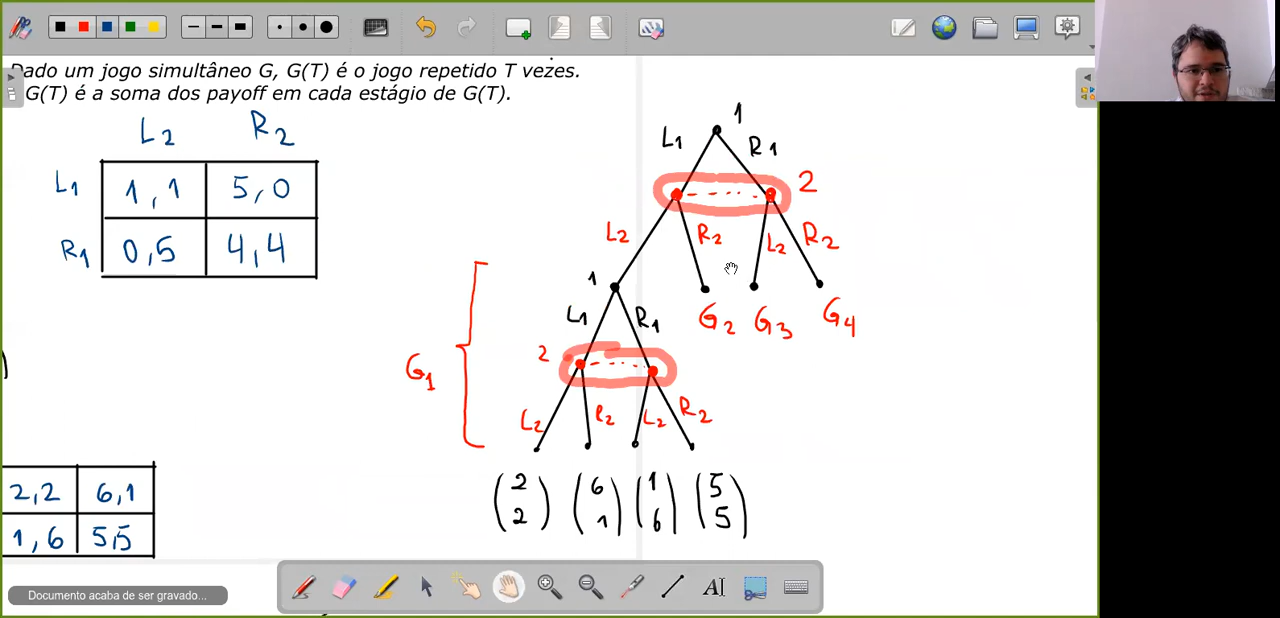 Dado um jogo simultâneo G, G(T) é o jogo repetido T vezes.
G(T) é a soma dos payoff em cada estágio de G(T).
L2 R2
L1 1,1 5,0
R1 0,5 4,4
1
L1 R1
2
L2 R2 L2 R2
1
G2 G3 G4
L1 R1
2
G1
L2 R2 L2 R2
2 6 1 5
2 1 6 5
2,2 6,1
1,6 5,5
AI
Documento acaba de ser gravado...